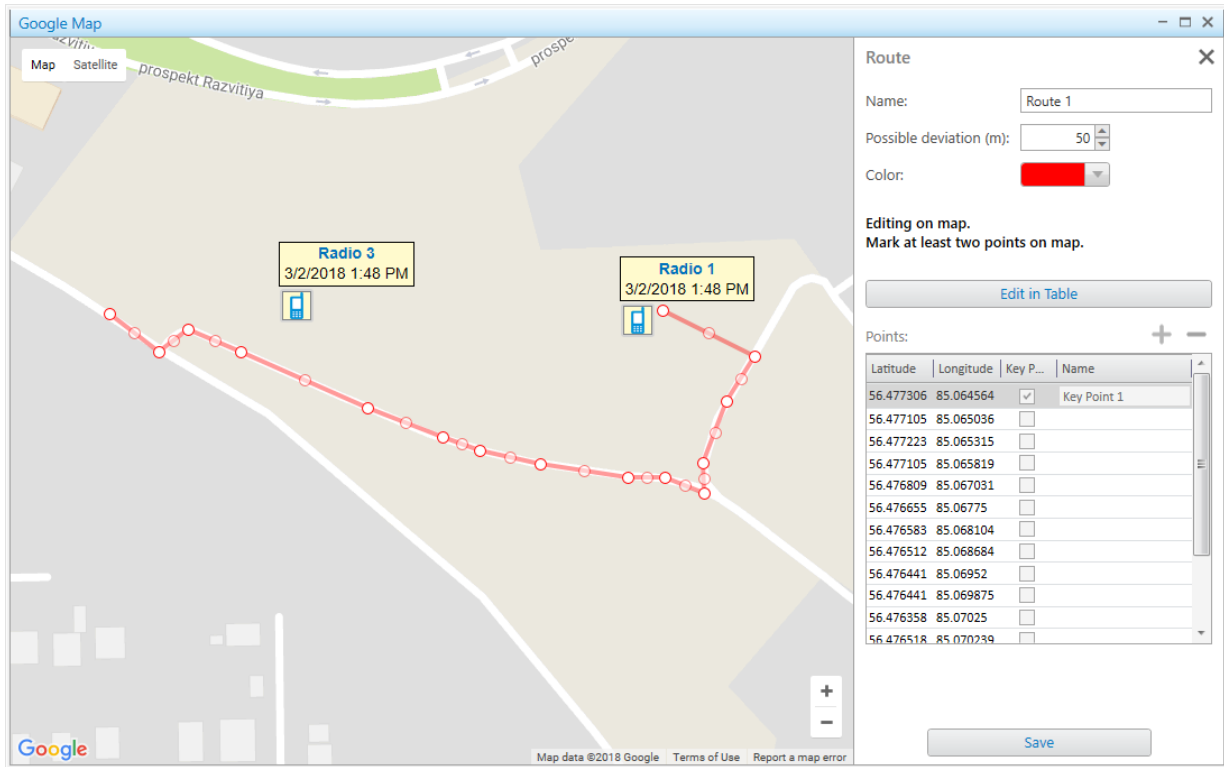 Google Map
Map Satellite
prospekt Razvitiya
Radio 3
3/2/2018 1:48 PM
Radio 1
3/2/2018 1:48 PM
Google
Map data ©2018 Google Terms of Use Report a map error
Route
Name: Route 1
Possible deviation (m): 50
Color:
Editing on map.
Mark at least two points on map.
Edit in Table
Points:
Latitude Longitude Key P... Name
56.477306 85.064564 Key Point 1
56.477105 85.065036
56.477223 85.065315
56.477105 85.065819
56.476809 85.067031
56.476655 85.06775
56.476583 85.068104
56.476512 85.068684
56.476441 85.06952
56.476441 85.069875
56.476358 85.07025
56.476518 85.070239
Save